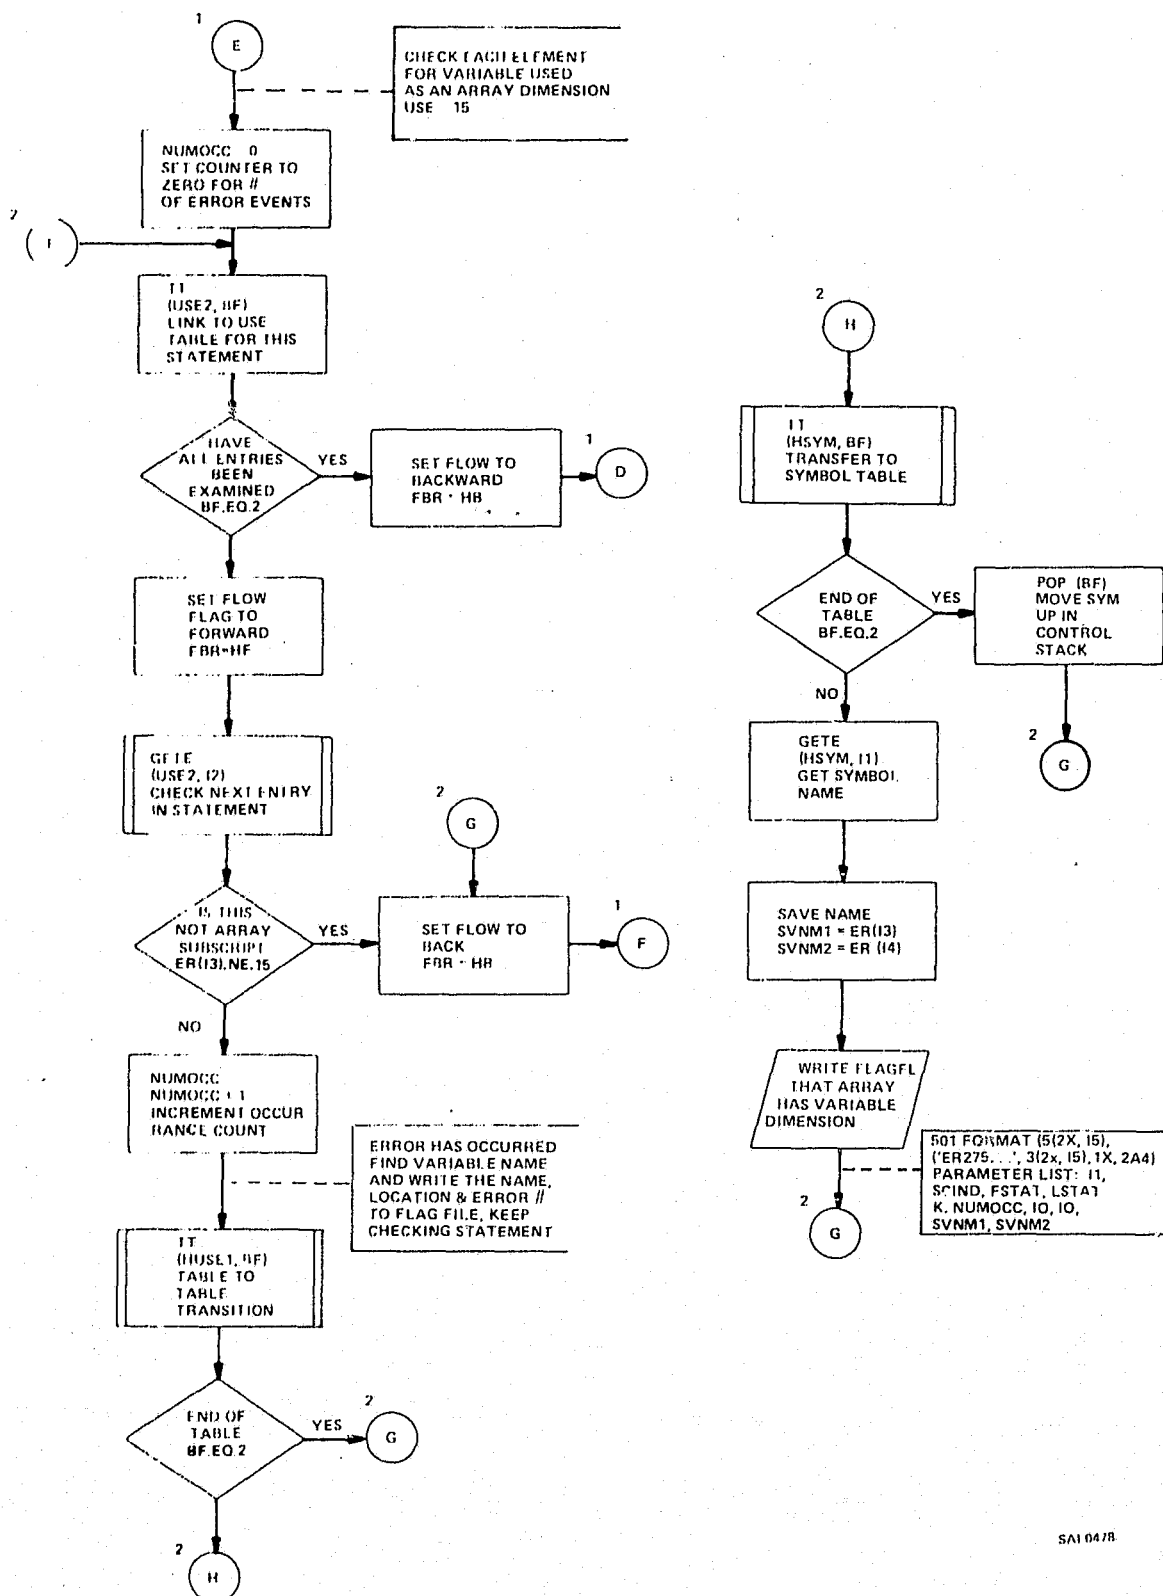 1
E
CHECK EACH ELEMENT
FOR VARIABLE USED
AS AN ARRAY DIMENSION
USE 15
NUMOCC 0
SET COUNTER TO
ZERO FOR //
OF ERROR EVENTS
2
(USE2, BF)
LINK TO USE
TABLE FOR THIS
STATEMENT
HAVE
ALL ENTRIES
BEEN
EXAMINED
BF.EQ.2
YES
SET FLOW TO
BACKWARD
FBR HB
1
D
SET FLOW
FLAG TO
FORWARD
FBR=HF
GETE
(USE2, I2)
CHECK NEXT ENTRY
IN STATEMENT
2
G
IS THIS
NOT ARRAY
SUBSCRIPT
ER(I3).NE.15
YES
SET FLOW TO
BACK
FBR HB
1
F
NO
NUMOCC
NUMOCC + 1
INCREMENT OCCUR
RANCE COUNT
ERROR HAS OCCURRED
FIND VARIABLE NAME
AND WRITE THE NAME,
LOCATION & ERROR //
TO FLAG FILE, KEEP
CHECKING STATEMENT
TT
(HUSE1, BF)
TABLE TO
TABLE
TRANSITION
END OF
TABLE
BF.EQ.2
YES
2
G
2
H
2
H
TT
(HSYM, BF)
TRANSFER TO
SYMBOL TABLE
END OF
TABLE
BF.EQ.2
YES
POP (BF)
MOVE SYM
UP IN
CONTROL
STACK
2
G
NO
GETE
(HSYM, I1)
GET SYMBOL
NAME
SAVE NAME
SVNM1 = ER(I3)
SVNM2 = ER (I4)
WRITE FLAGFL
THAT ARRAY
HAS VARIABLE
DIMENSION
501 FORMAT (5(2X, I5),
('ER275...', 3(2x, I5), 1X, 2A4)
PARAMETER LIST: I1,
SCIND, FSTAT, LSTAT
K, NUMOCC, IO, IO,
SVNM1, SVNM2
2
G
SAI 0478